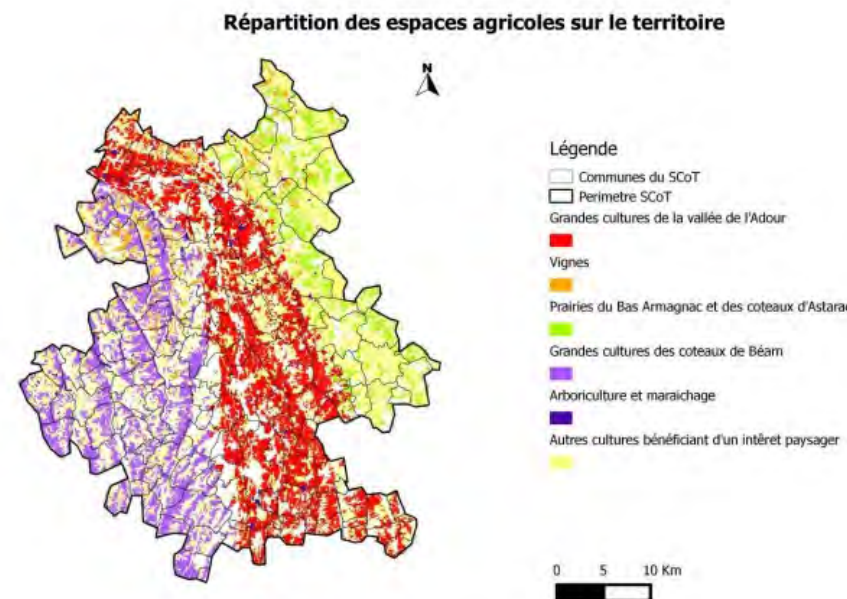 Répartition des espaces agricoles sur le territoire
N
Légende
Communes du SCoT
Perimetre SCoT
Grandes cultures de la vallée de l'Adour
Vignes
Prairies du Bas Armagnac et des coteaux d'Astarac
Grandes cultures des coteaux de Béarn
Arboriculture et maraichage
Autres cultures bénéficiant d'un intêret paysager
0 5 10 Km